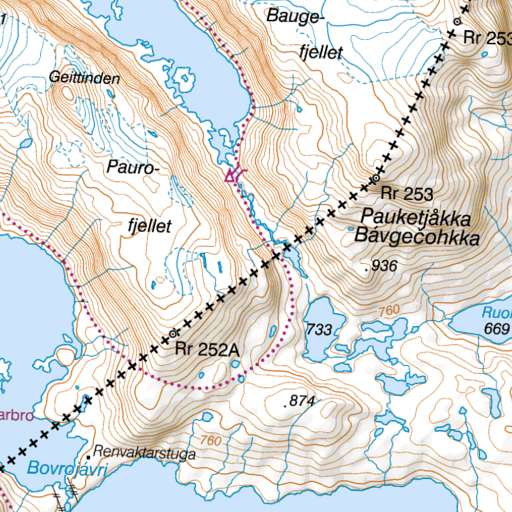 Bauge-
fjellet
Rr 253
Geittinden
Pauro-
fjellet
Rr 253
Pauketjåkka
Bávgečohkka
936
760
733
Ruo
669
Rr 252A
874
arbro
760
Renvaktarstuga
Bovrojávri